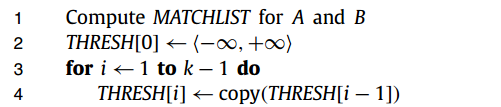 1 Compute MATCHLIST for A and B
2 THRESH[0] ← ⟨−∞, +∞⟩
3 for i ← 1 to k − 1 do
4 THRESH[i] ← copy(THRESH[i − 1])